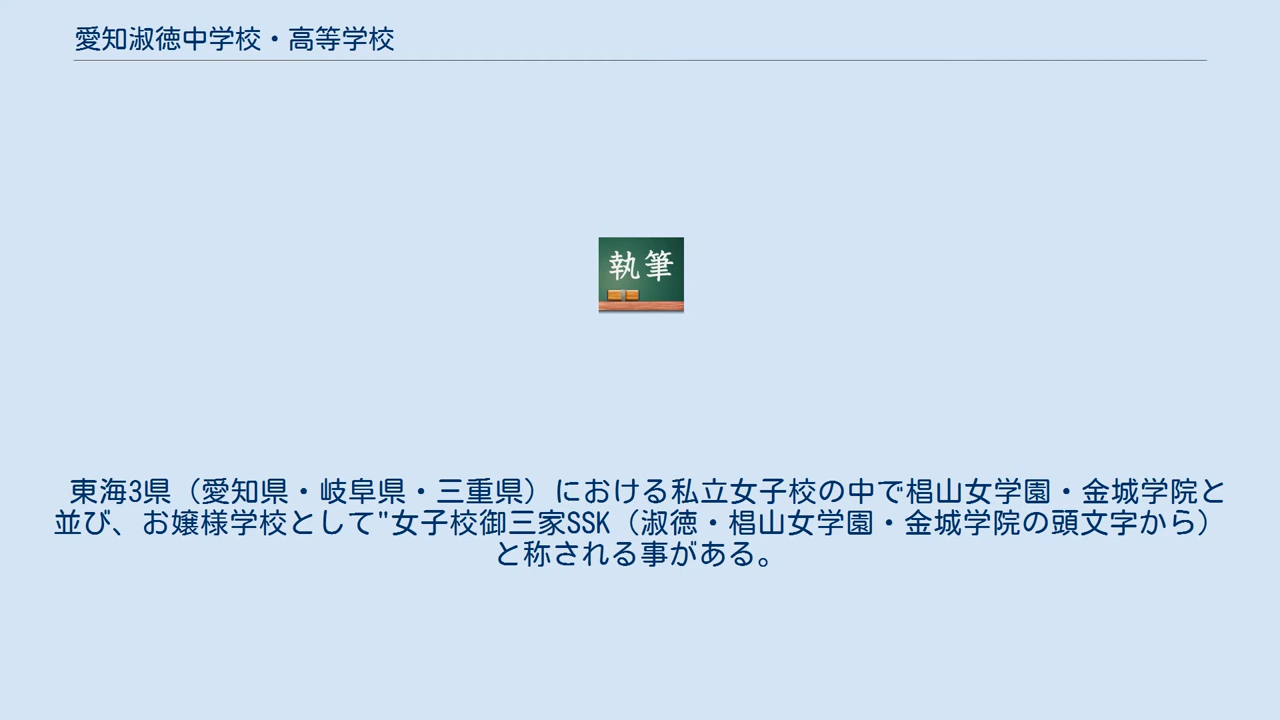 愛知淑徳中学校・高等学校
執筆
東海3県（愛知県・岐阜県・三重県）における私立女子校の中で椙山女学園・金城学院と
並び、お嬢様学校として"女子校御三家SSK（淑徳・椙山女学園・金城学院の頭文字から）
と称される事がある。